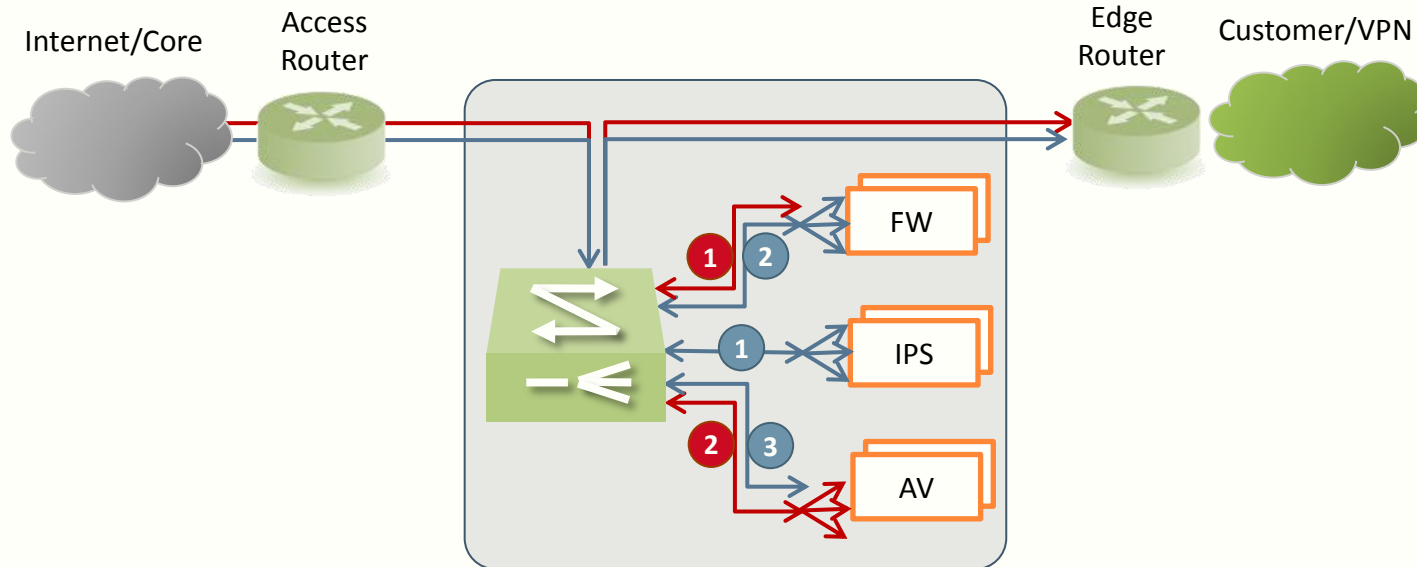 Internet/Core
Access
Router
Edge
Router
Customer/VPN
FW
1
2
IPS
1
2
3
AV